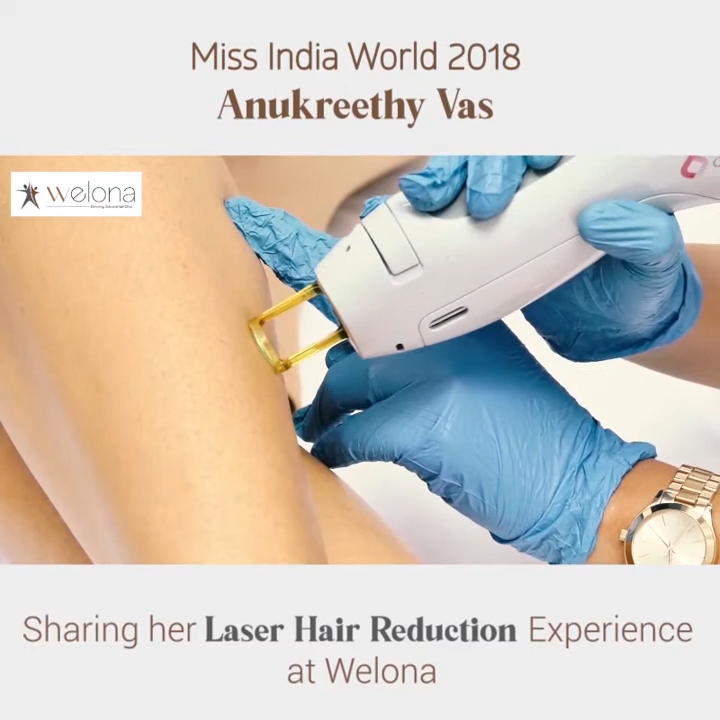 Miss India World 2018
Anukreethy Vas
welona
Sharing her Laser Hair Reduction Experience
at Welona